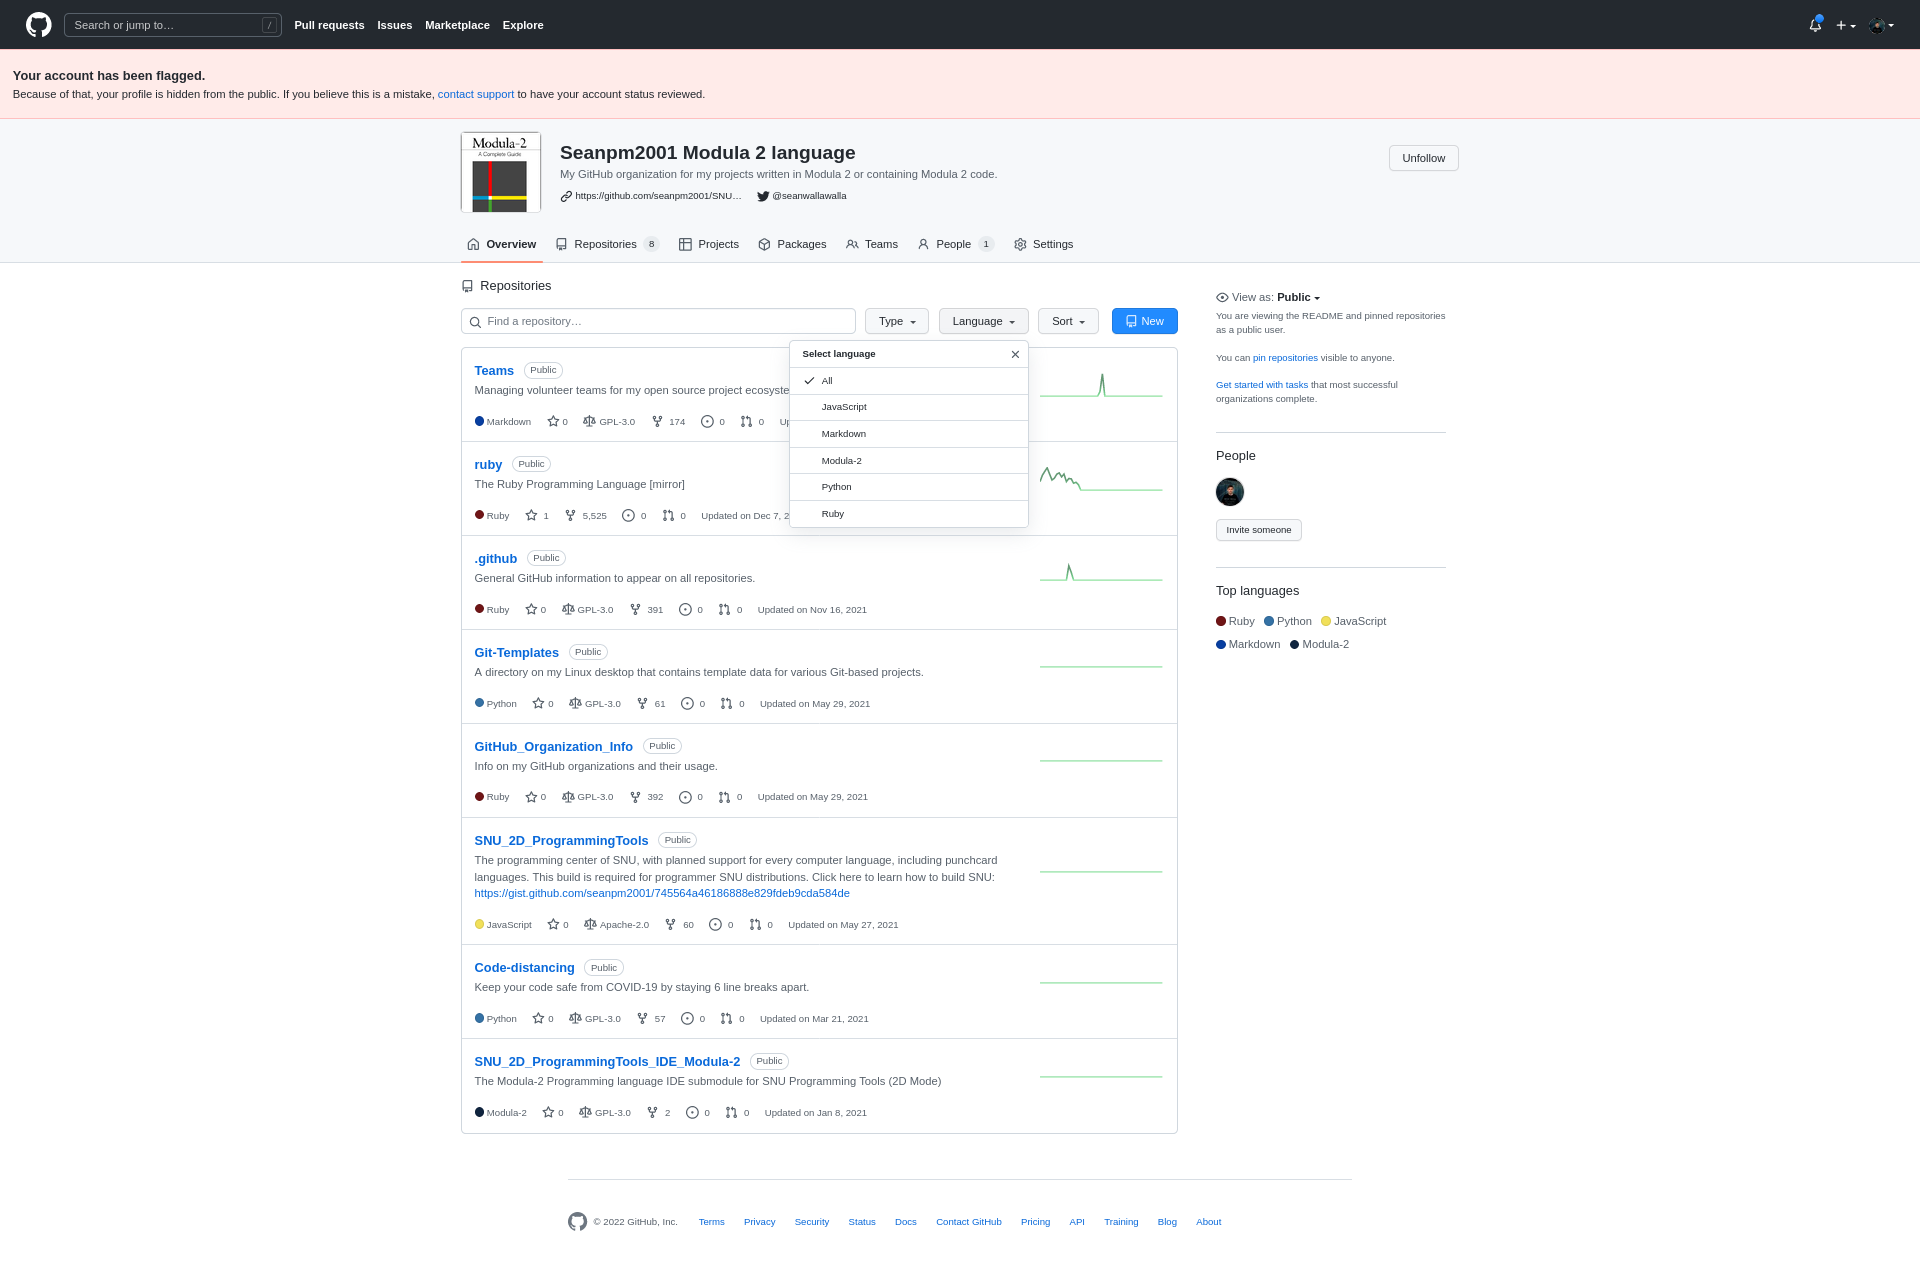 Search or jump to…
/
Pull requests
Issues
Marketplace
Explore
Your account has been flagged.
Because of that, your profile is hidden from the public. If you believe this is a mistake, contact support to have your account status reviewed.
Modula-2
A Complete Guide
Seanpm2001 Modula 2 language
My GitHub organization for my projects written in Modula 2 or containing Modula 2 code.
https://github.com/seanpm2001/SNU…
@seanwallawalla
Unfollow
Overview
Repositories 8
Projects
Packages
Teams
People 1
Settings
Repositories
Find a repository…
Type
Language
Sort
New
Select language
All
JavaScript
Markdown
Modula-2
Python
Ruby
Teams Public
Managing volunteer teams for my open source project ecosyste
Markdown 0 GPL-3.0 174 0 0
ruby Public
The Ruby Programming Language [mirror]
Ruby 1 5,525 0 0 Updated on Dec 7, 2
.github Public
General GitHub information to appear on all repositories.
Ruby 0 GPL-3.0 391 0 0 Updated on Nov 16, 2021
Git-Templates Public
A directory on my Linux desktop that contains template data for various Git-based projects.
Python 0 GPL-3.0 61 0 0 Updated on May 29, 2021
GitHub_Organization_Info Public
Info on my GitHub organizations and their usage.
Ruby 0 GPL-3.0 392 0 0 Updated on May 29, 2021
SNU_2D_ProgrammingTools Public
The programming center of SNU, with planned support for every computer language, including punchcard
languages. This build is required for programmer SNU distributions. Click here to learn how to build SNU:
https://gist.github.com/seanpm2001/745564a46186888e829fdeb9cda584de
JavaScript 0 Apache-2.0 60 0 0 Updated on May 27, 2021
Code-distancing Public
Keep your code safe from COVID-19 by staying 6 line breaks apart.
Python 0 GPL-3.0 57 0 0 Updated on Mar 21, 2021
SNU_2D_ProgrammingTools_IDE_Modula-2 Public
The Modula-2 Programming language IDE submodule for SNU Programming Tools (2D Mode)
Modula-2 0 GPL-3.0 2 0 0 Updated on Jan 8, 2021
View as: Public
You are viewing the README and pinned repositories
as a public user.
You can pin repositories visible to anyone.
Get started with tasks that most successful
organizations complete.
People
Invite someone
Top languages
Ruby Python JavaScript
Markdown Modula-2
© 2022 GitHub, Inc.
Terms
Privacy
Security
Status
Docs
Contact GitHub
Pricing
API
Training
Blog
About